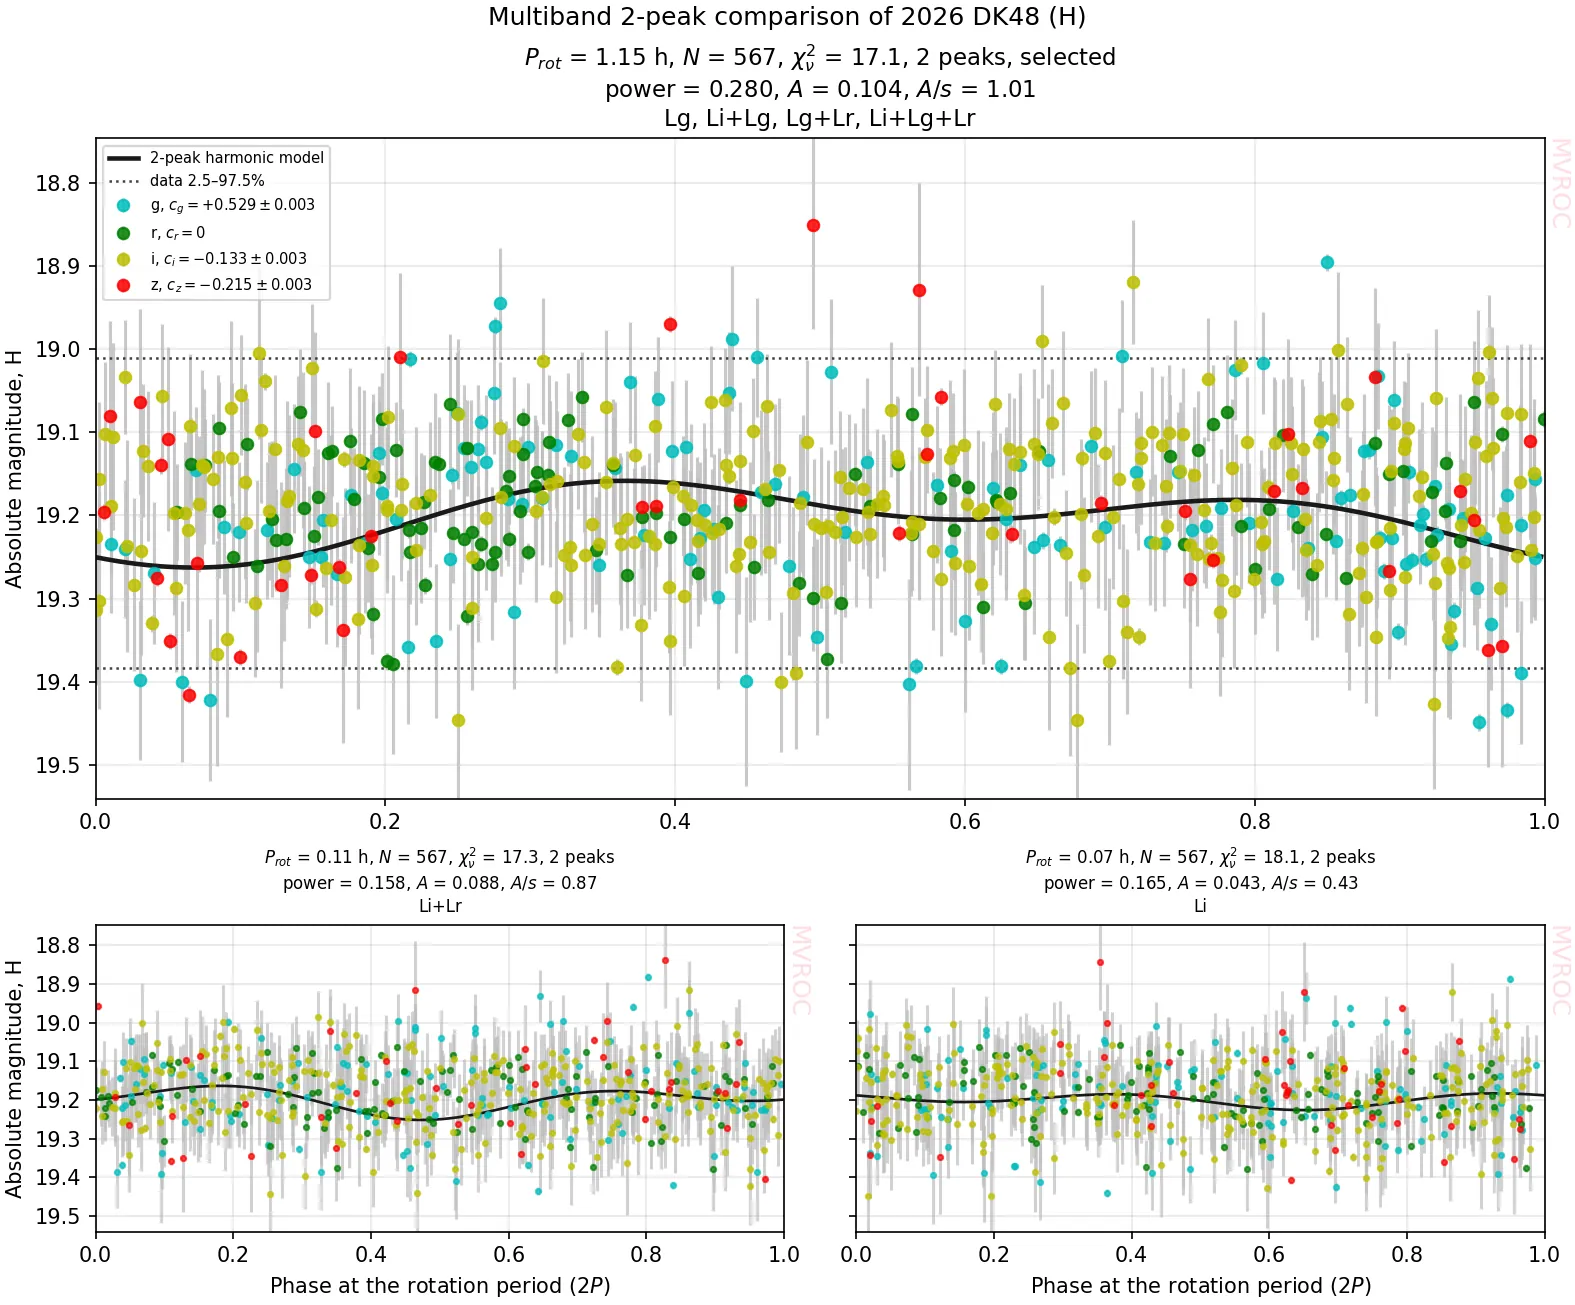 Multiband 2-peak comparison of 2026 DK48 (H)
P_rot = 1.15 h, N = 567, χ²_ν = 17.1, 2 peaks, selected
power = 0.280, A = 0.104, A/s = 1.01
Lg, Li+Lg, Lg+Lr, Li+Lg+Lr
2-peak harmonic model
data 2.5–97.5%
g, c_g = +0.529 ± 0.003
r, c_r = 0
i, c_i = −0.133 ± 0.003
z, c_z = −0.215 ± 0.003
MVROC
Absolute magnitude, H
18.8
18.9
19.0
19.1
19.2
19.3
19.4
19.5
0.0 0.2 0.4 0.6 0.8 1.0
P_rot = 0.11 h, N = 567, χ²_ν = 17.3, 2 peaks
power = 0.158, A = 0.088, A/s = 0.87
Li+Lr
MVROC
Absolute magnitude, H
18.8
18.9
19.0
19.1
19.2
19.3
19.4
19.5
0.0 0.2 0.4 0.6 0.8 1.0
Phase at the rotation period (2P)
P_rot = 0.07 h, N = 567, χ²_ν = 18.1, 2 peaks
power = 0.165, A = 0.043, A/s = 0.43
Li
MVROC
0.0 0.2 0.4 0.6 0.8 1.0
Phase at the rotation period (2P)